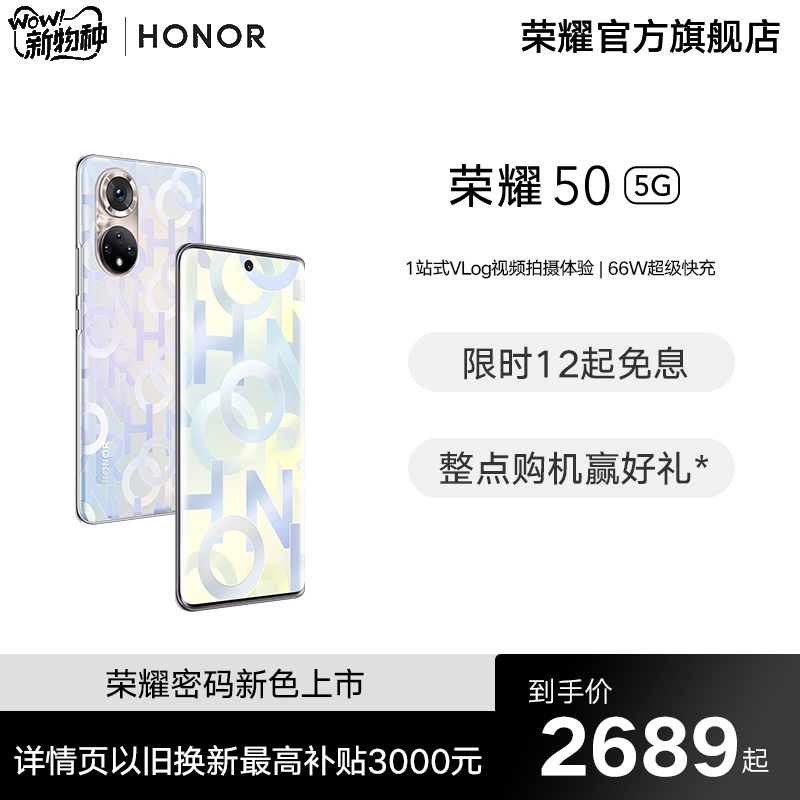 WOW!
新物种
HONOR
荣耀官方旗舰店
荣耀 50 5G
1站式VLog视频拍摄体验 | 66W超级快充
限时12起免息
整点购机赢好礼*
HONOR
荣耀密码新色上市
到手价
详情页以旧换新最高补贴3000元
2689起